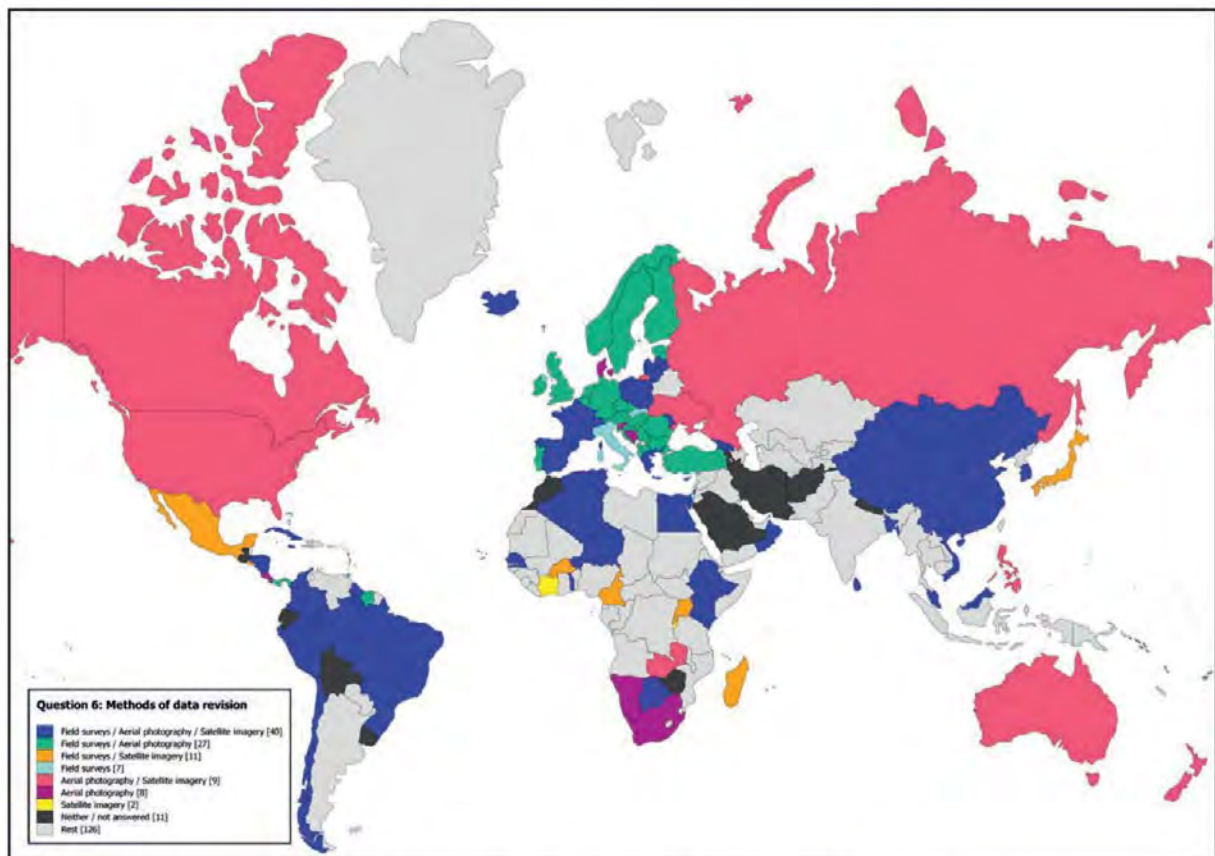 Question 6: Methods of data revision
Field surveys / Aerial photography / Satellite imagery [40]
Field surveys / Aerial photography [27]
Field surveys / Satellite imagery [11]
Field surveys [7]
Aerial photography / Satellite imagery [9]
Aerial photography [8]
Satellite imagery [2]
Neither / not answered [11]
Rest [126]